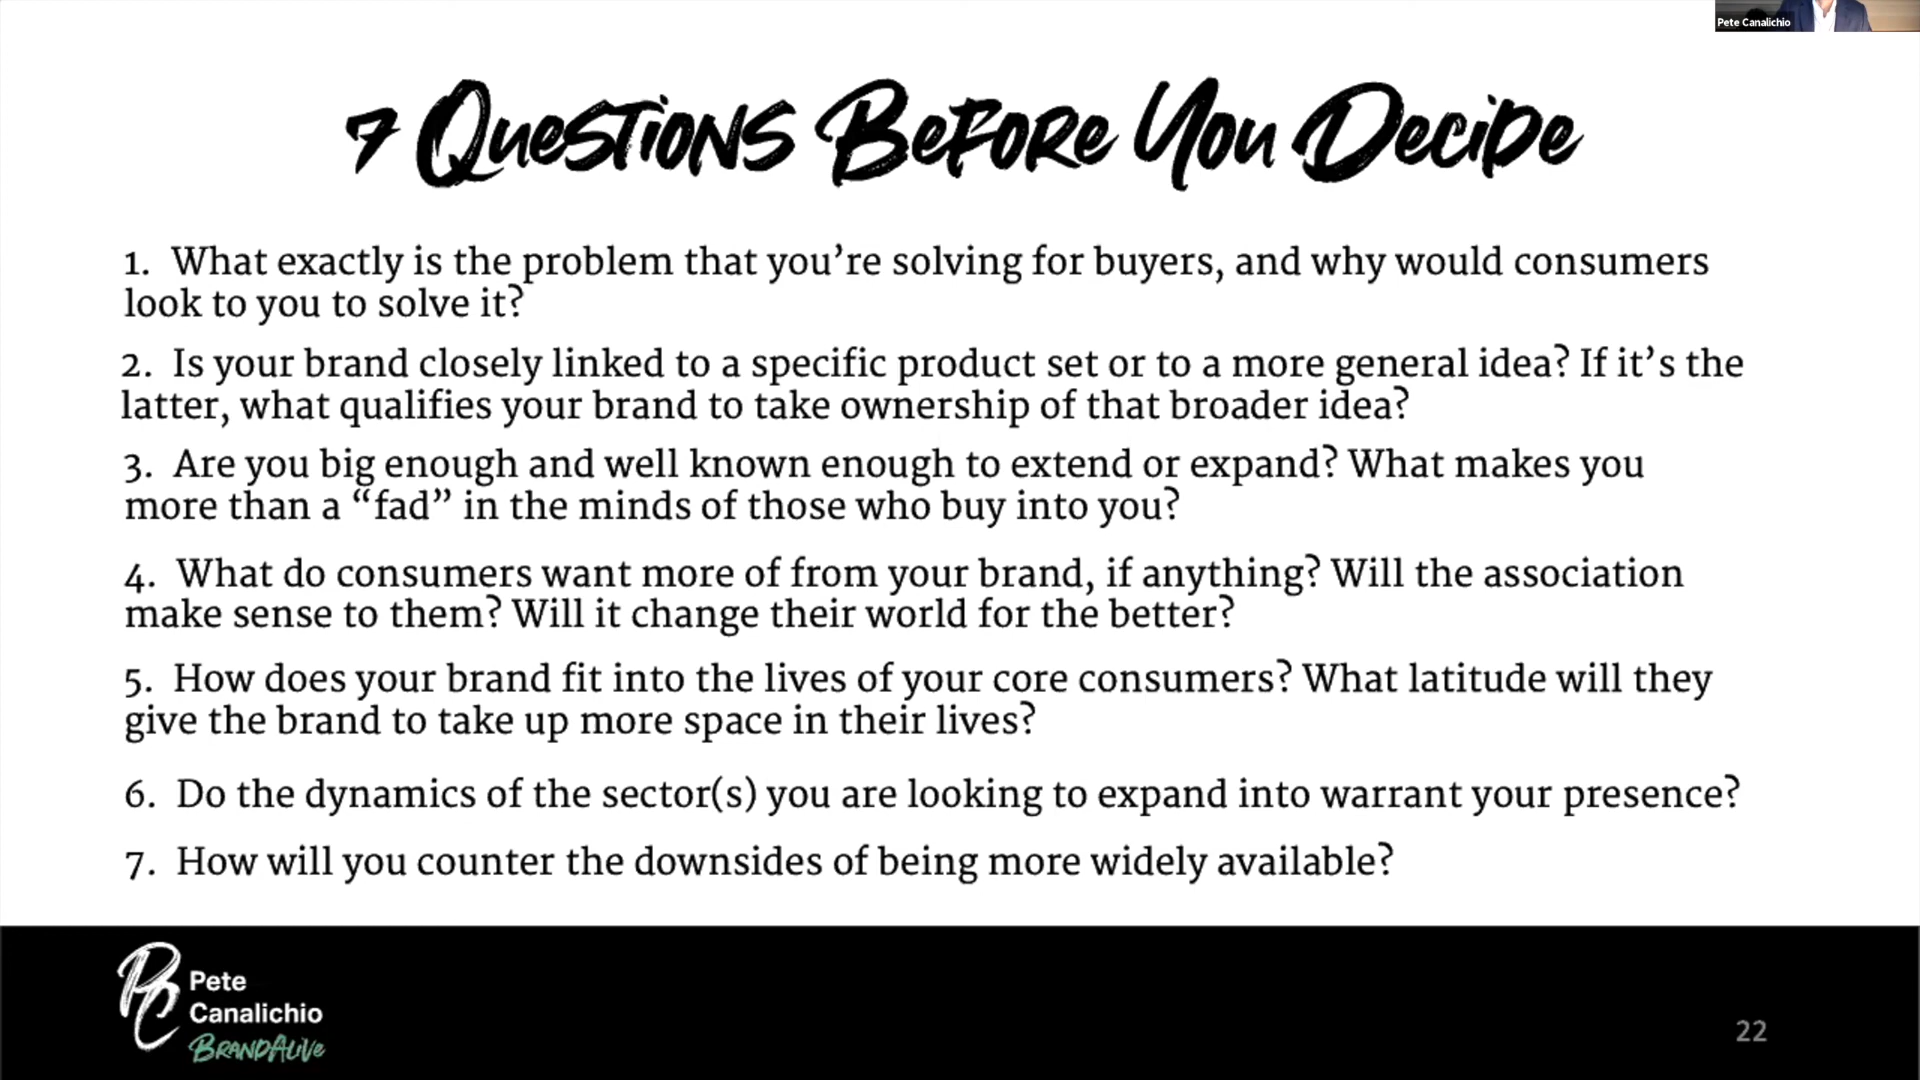 Pete Canalichio
7 Questions Before You Decide
1. What exactly is the problem that you’re solving for buyers, and why would consumers
look to you to solve it?
2. Is your brand closely linked to a specific product set or to a more general idea? If it’s the
latter, what qualifies your brand to take ownership of that broader idea?
3. Are you big enough and well known enough to extend or expand? What makes you
more than a “fad” in the minds of those who buy into you?
4. What do consumers want more of from your brand, if anything? Will the association
make sense to them? Will it change their world for the better?
5. How does your brand fit into the lives of your core consumers? What latitude will they
give the brand to take up more space in their lives?
6. Do the dynamics of the sector(s) you are looking to expand into warrant your presence?
7. How will you counter the downsides of being more widely available?
PC
Pete
Canalichio
BrandAlive
22